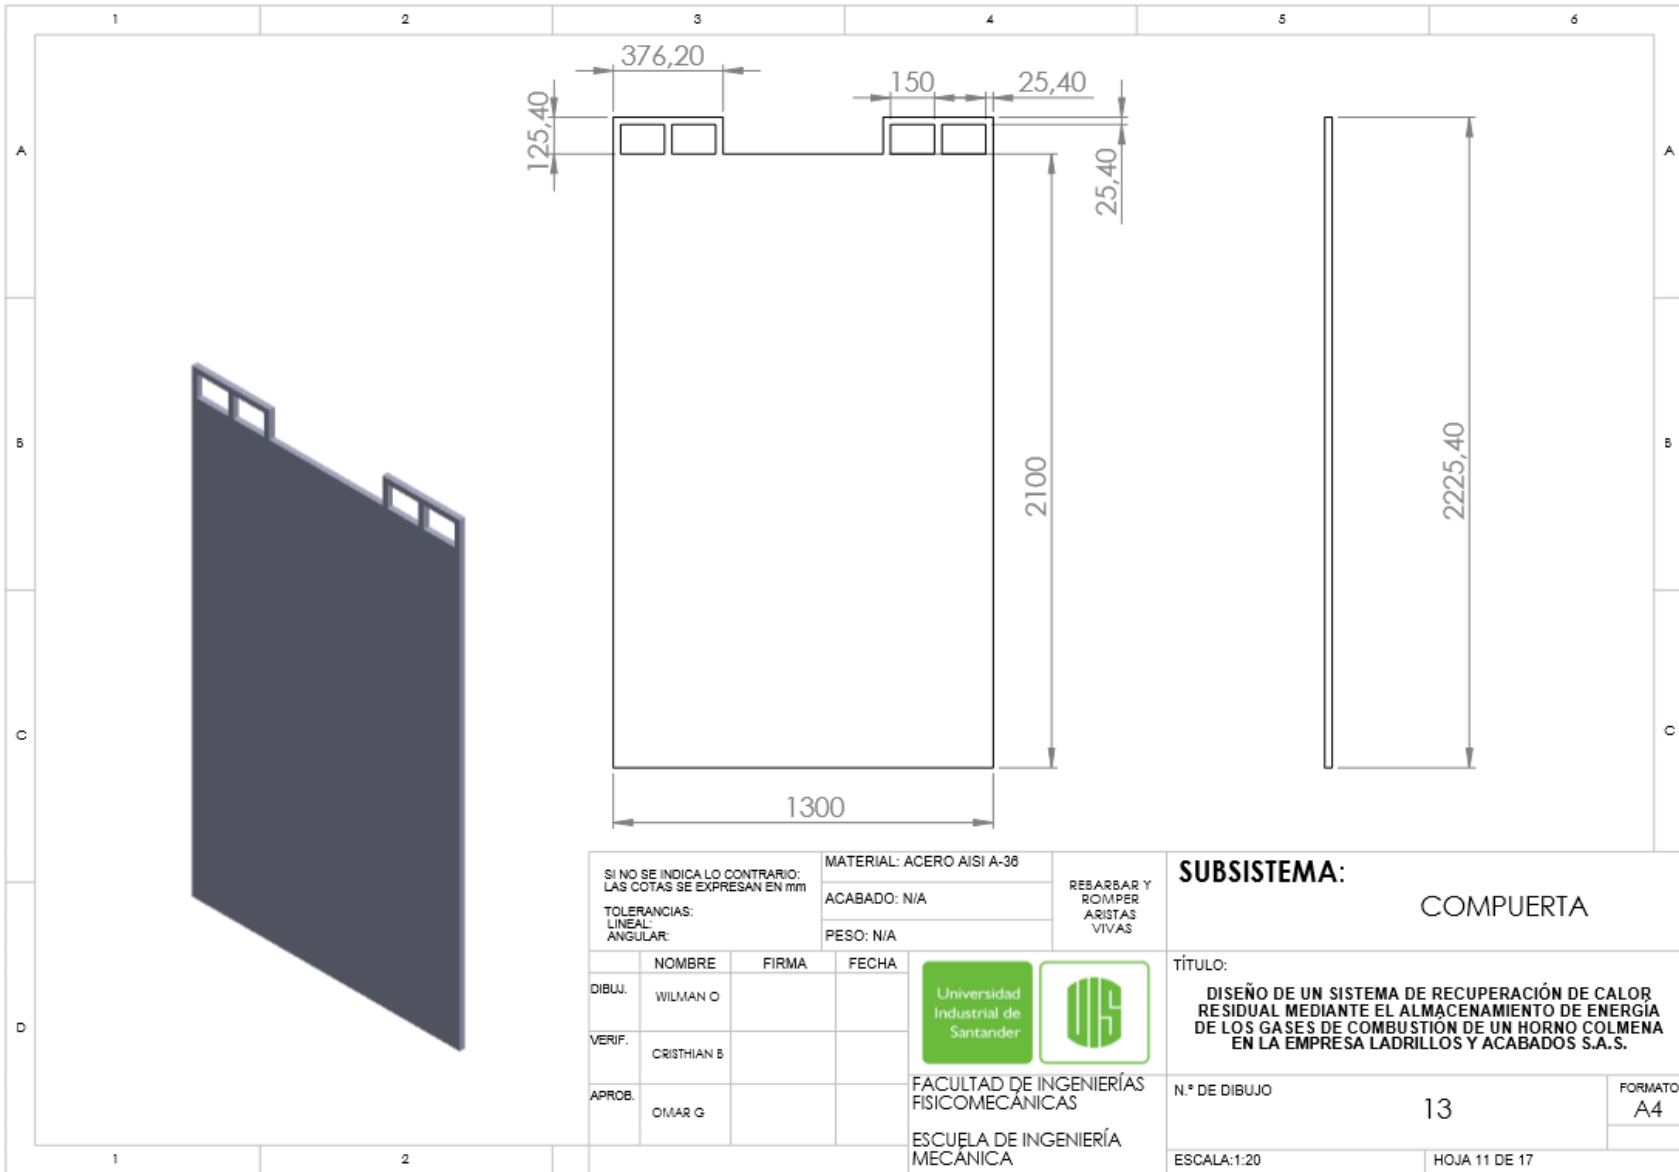 1 2 3 4 5 6
A A
B B
C C
D
1 2
376,20
125,40
150
25,40
25,40
2100
1300
2225,40
SI NO SE INDICA LO CONTRARIO:
LAS COTAS SE EXPRESAN EN mm
TOLERANCIAS:
LINEAL:
ANGULAR:
MATERIAL: ACERO AISI A-36
ACABADO: N/A
PESO: N/A
REBARBAR Y
ROMPER
ARISTAS
VIVAS
SUBSISTEMA:
COMPUERTA
NOMBRE FIRMA FECHA
DIBUJ. WILMAN O
VERIF. CRISTHIAN B
APROB. OMAR G
Universidad
Industrial de
Santander
UIS
FACULTAD DE INGENIERÍAS
FISICOMECÁNICAS
ESCUELA DE INGENIERÍA
MECÁNICA
TÍTULO:
DISEÑO DE UN SISTEMA DE RECUPERACIÓN DE CALOR
RESIDUAL MEDIANTE EL ALMACENAMIENTO DE ENERGÍA
DE LOS GASES DE COMBUSTIÓN DE UN HORNO COLMENA
EN LA EMPRESA LADRILLOS Y ACABADOS S.A.S.
N.º DE DIBUJO
13
FORMATO
A4
ESCALA:1:20
HOJA 11 DE 17